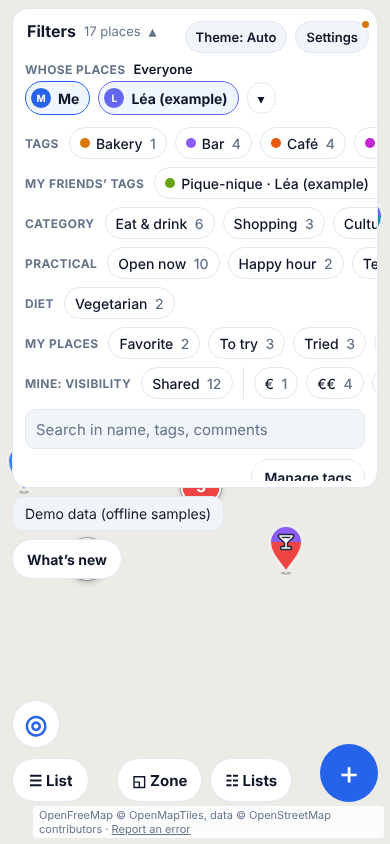 Filters 17 places ▲ Theme: Auto Settings
WHOSE PLACES Everyone
M Me L Léa (example) ▼
TAGS Bakery 1 Bar 4 Café 4
MY FRIENDS’ TAGS Pique-nique · Léa (example)
CATEGORY Eat & drink 6 Shopping 3 Cultu
PRACTICAL Open now 10 Happy hour 2 Te
DIET Vegetarian 2
MY PLACES Favorite 2 To try 3 Tried 3
MINE: VISIBILITY Shared 12 € 1 €€ 4
Search in name, tags, comments
Manage tags
Demo data (offline samples)
What’s new
☰ List ◱ Zone ☷ Lists +
OpenFreeMap © OpenMapTiles, data © OpenStreetMap
contributors · Report an error